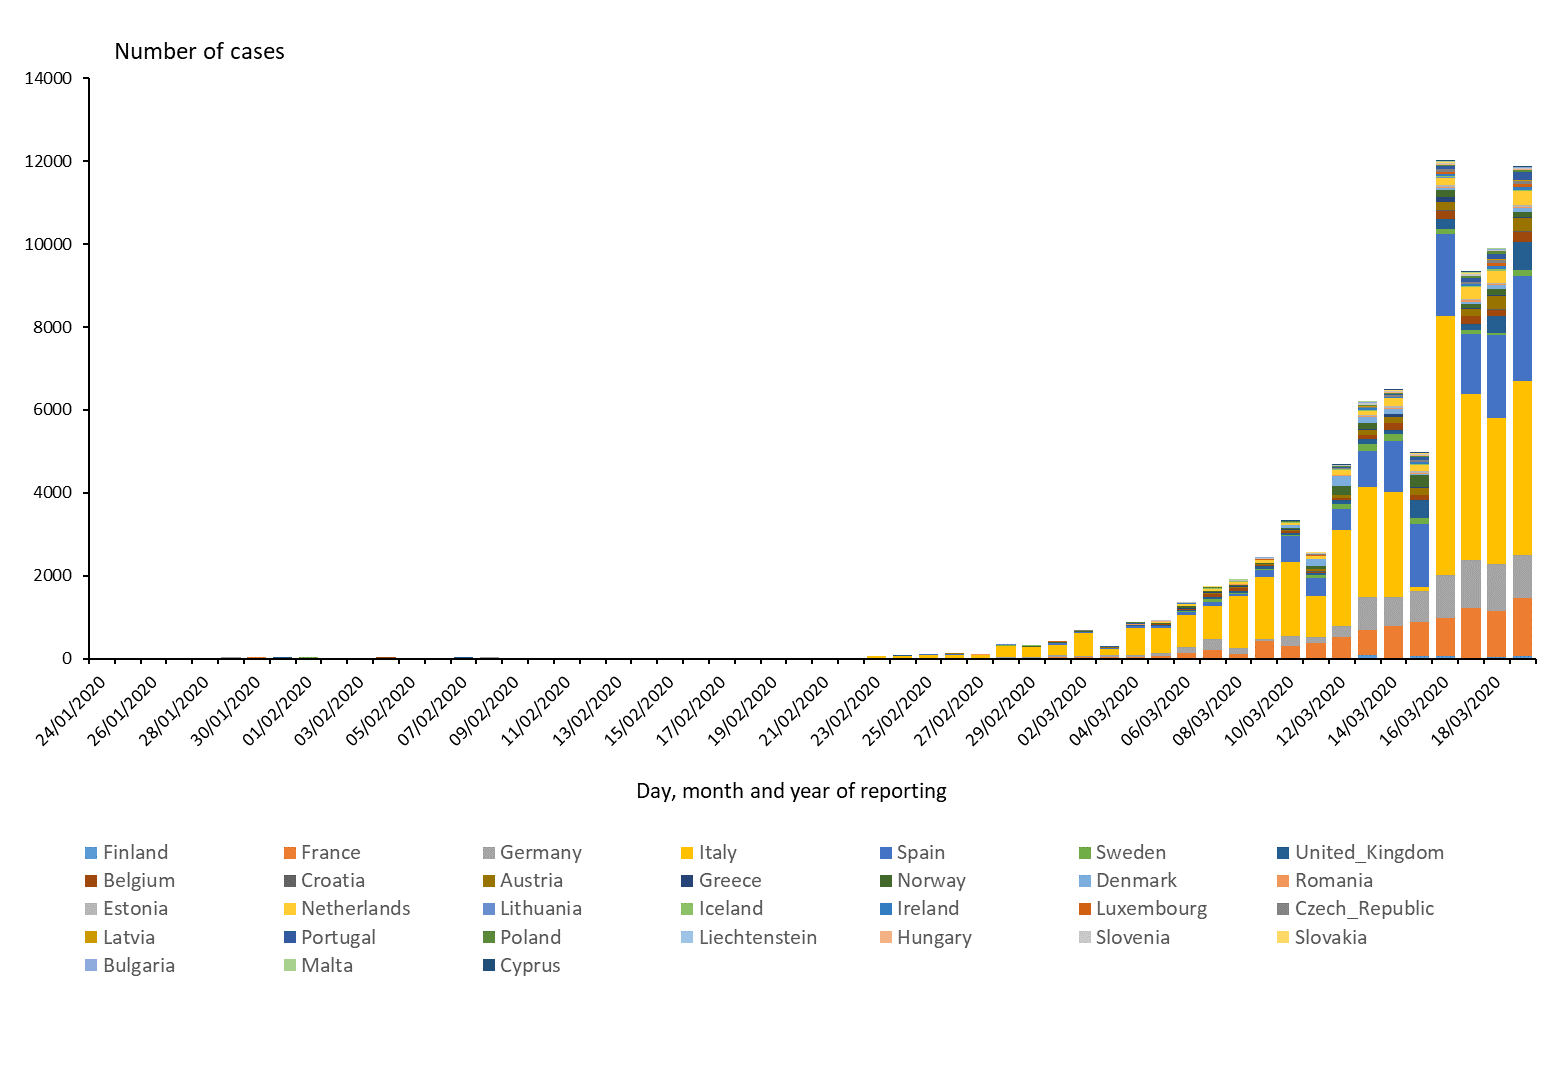 Number of cases
14000
12000
10000
8000
6000
4000
2000
0
24/01/2020 26/01/2020 28/01/2020 30/01/2020 01/02/2020 03/02/2020 05/02/2020 07/02/2020 09/02/2020 11/02/2020 13/02/2020 15/02/2020 17/02/2020 19/02/2020 21/02/2020 23/02/2020 25/02/2020 27/02/2020 29/02/2020 02/03/2020 04/03/2020 06/03/2020 08/03/2020 10/03/2020 12/03/2020 14/03/2020 16/03/2020 18/03/2020
Day, month and year of reporting
Finland France Germany Italy Spain Sweden United_Kingdom
Belgium Croatia Austria Greece Norway Denmark Romania
Estonia Netherlands Lithuania Iceland Ireland Luxembourg Czech_Republic
Latvia Portugal Poland Liechtenstein Hungary Slovenia Slovakia
Bulgaria Malta Cyprus